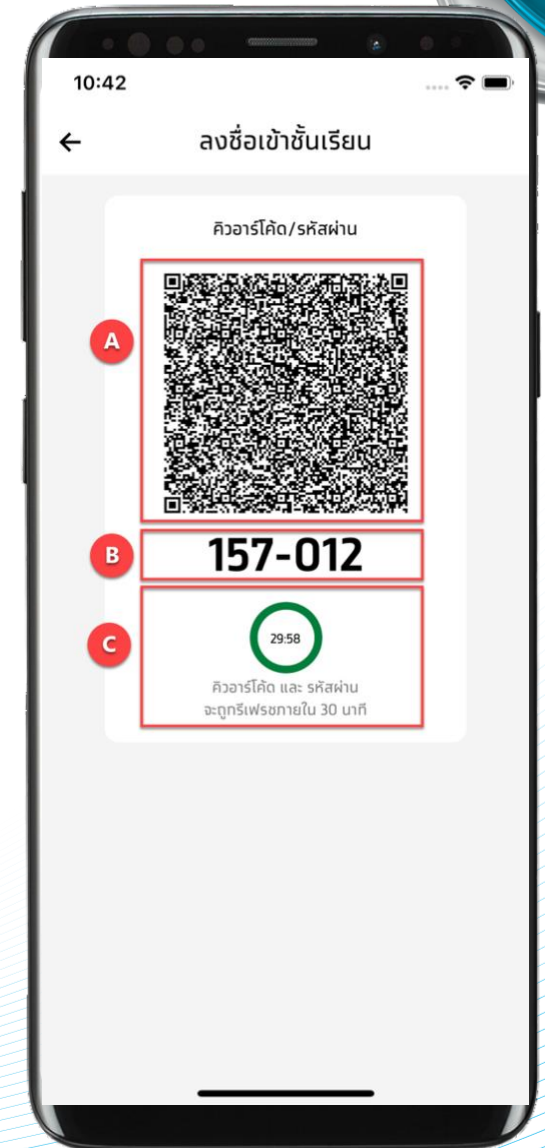 10:42
ลงชื่อเข้าชั้นเรียน
คิวอาร์โค้ด/รหัสผ่าน
A
B
157-012
C
29:58
คิวอาร์โค้ด และ รหัสผ่าน
จะถูกรีเฟรชภายใน 30 นาที